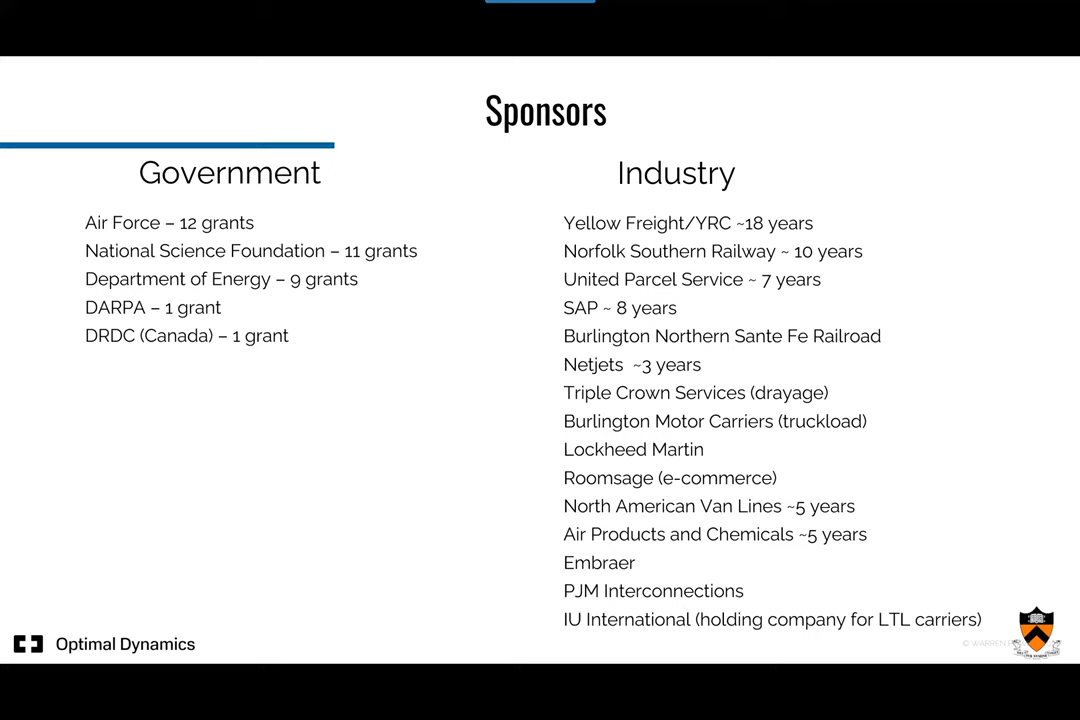 Sponsors
Government
Air Force – 12 grants
National Science Foundation – 11 grants
Department of Energy – 9 grants
DARPA – 1 grant
DRDC (Canada) – 1 grant
Industry
Yellow Freight/YRC ~18 years
Norfolk Southern Railway ~ 10 years
United Parcel Service ~ 7 years
SAP ~ 8 years
Burlington Northern Sante Fe Railroad
Netjets ~3 years
Triple Crown Services (drayage)
Burlington Motor Carriers (truckload)
Lockheed Martin
Roomsage (e-commerce)
North American Van Lines ~5 years
Air Products and Chemicals ~5 years
Embraer
PJM Interconnections
IU International (holding company for LTL carriers)
Optimal Dynamics
© WARREN